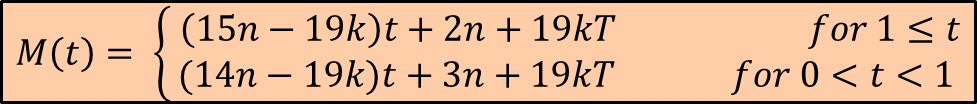 M(t) = { (15n − 19k)t + 2n + 19kT for 1 ≤ t
(14n − 19k)t + 3n + 19kT for 0 < t < 1